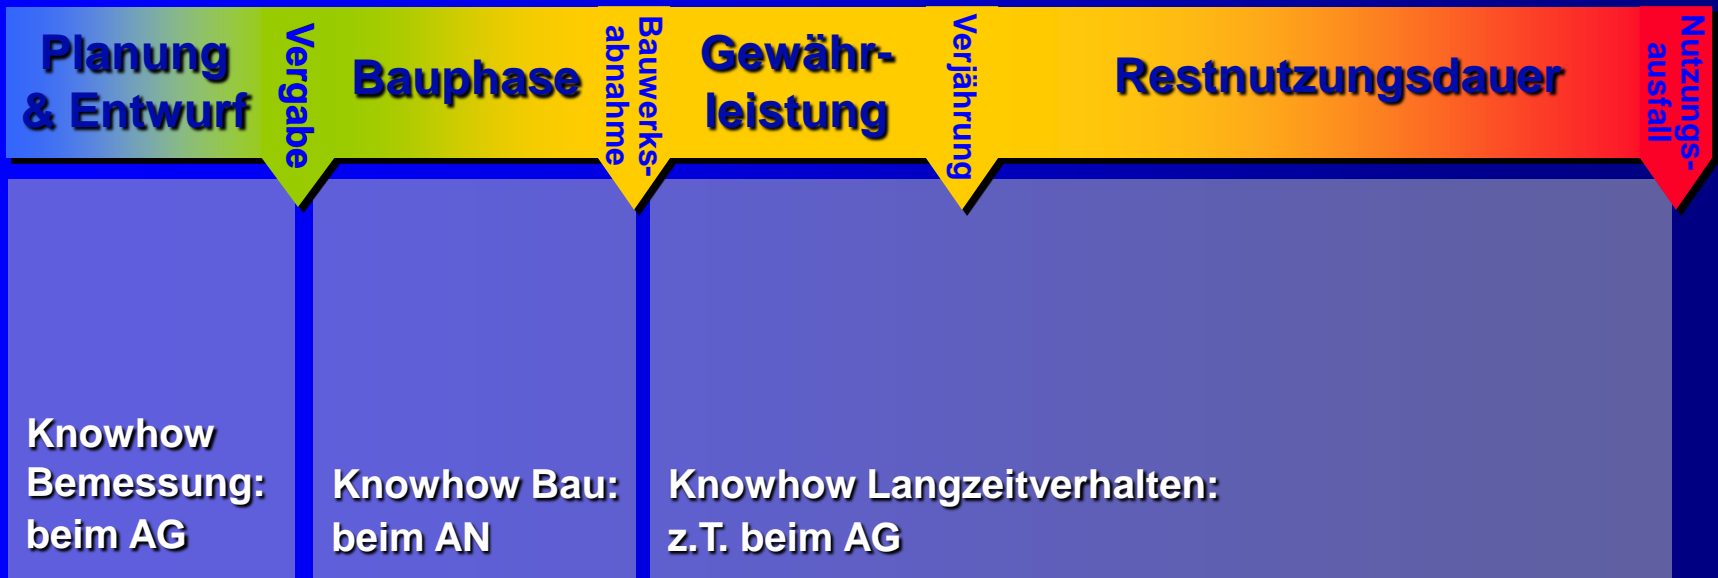 Planung
& Entwurf
Vergabe
Bauphase
Bauwerks-
abnahme
Gewähr-
leistung
Verjährung
Restnutzungsdauer
Nutzungs-
ausfall
Knowhow
Bemessung:
beim AG
Knowhow Bau:
beim AN
Knowhow Langzeitverhalten:
z.T. beim AG